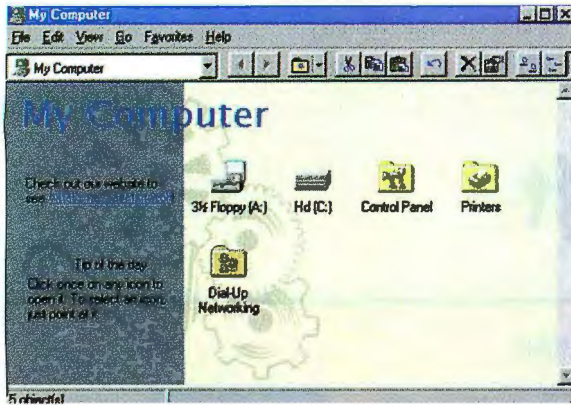 My Computer
File Edit View Go Favorites Help
My Computer
My Computer
Check out our website to
see
3½ Floppy (A:)
Hd (C:)
Control Panel
Printers
Tip of the day
Click once on any icon to
open it. To select an icon,
just point at it.
Dial-Up
Networking
5 object(s)